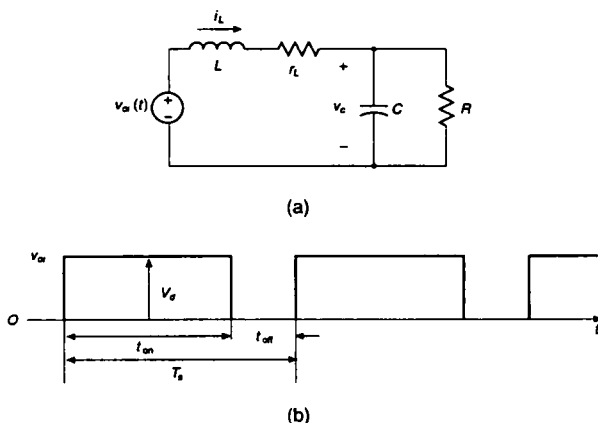 i_L
L
r_L
+
v_oi (t)
+
−
v_c
C
R
−
(a)
v_oi
V_d
O
t
t_on
t_off
T_s
(b)